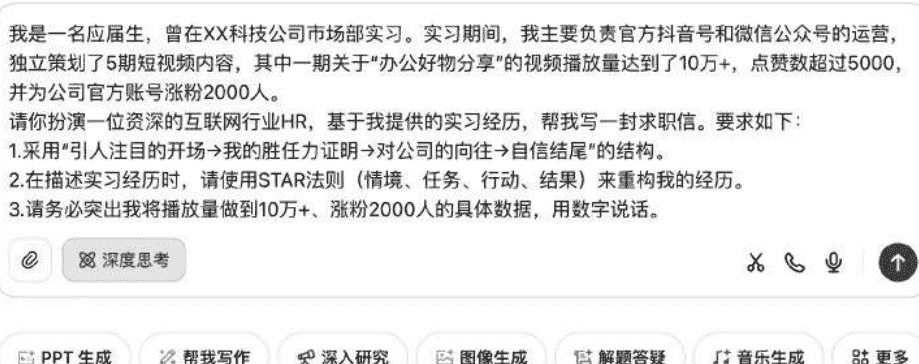 我是一名应届生，曾在XX科技公司市场部实习。实习期间，我主要负责官方抖音号和微信公众号的运营，
独立策划了5期短视频内容，其中一期关于“办公好物分享”的视频播放量达到了10万+，点赞数超过5000，
并为公司官方账号涨粉2000人。
请你扮演一位资深的互联网行业HR，基于我提供的实习经历，帮我写一封求职信。要求如下：
1.采用“引人注目的开场→我的胜任力证明→对公司的向往→自信结尾”的结构。
2.在描述实习经历时，请使用STAR法则（情境、任务、行动、结果）来重构我的经历。
3.请务必突出我将播放量做到10万+、涨粉2000人的具体数据，用数字说话。
深度思考
PPT 生成 帮我写作 深入研究 图像生成 解题答疑 音乐生成 更多